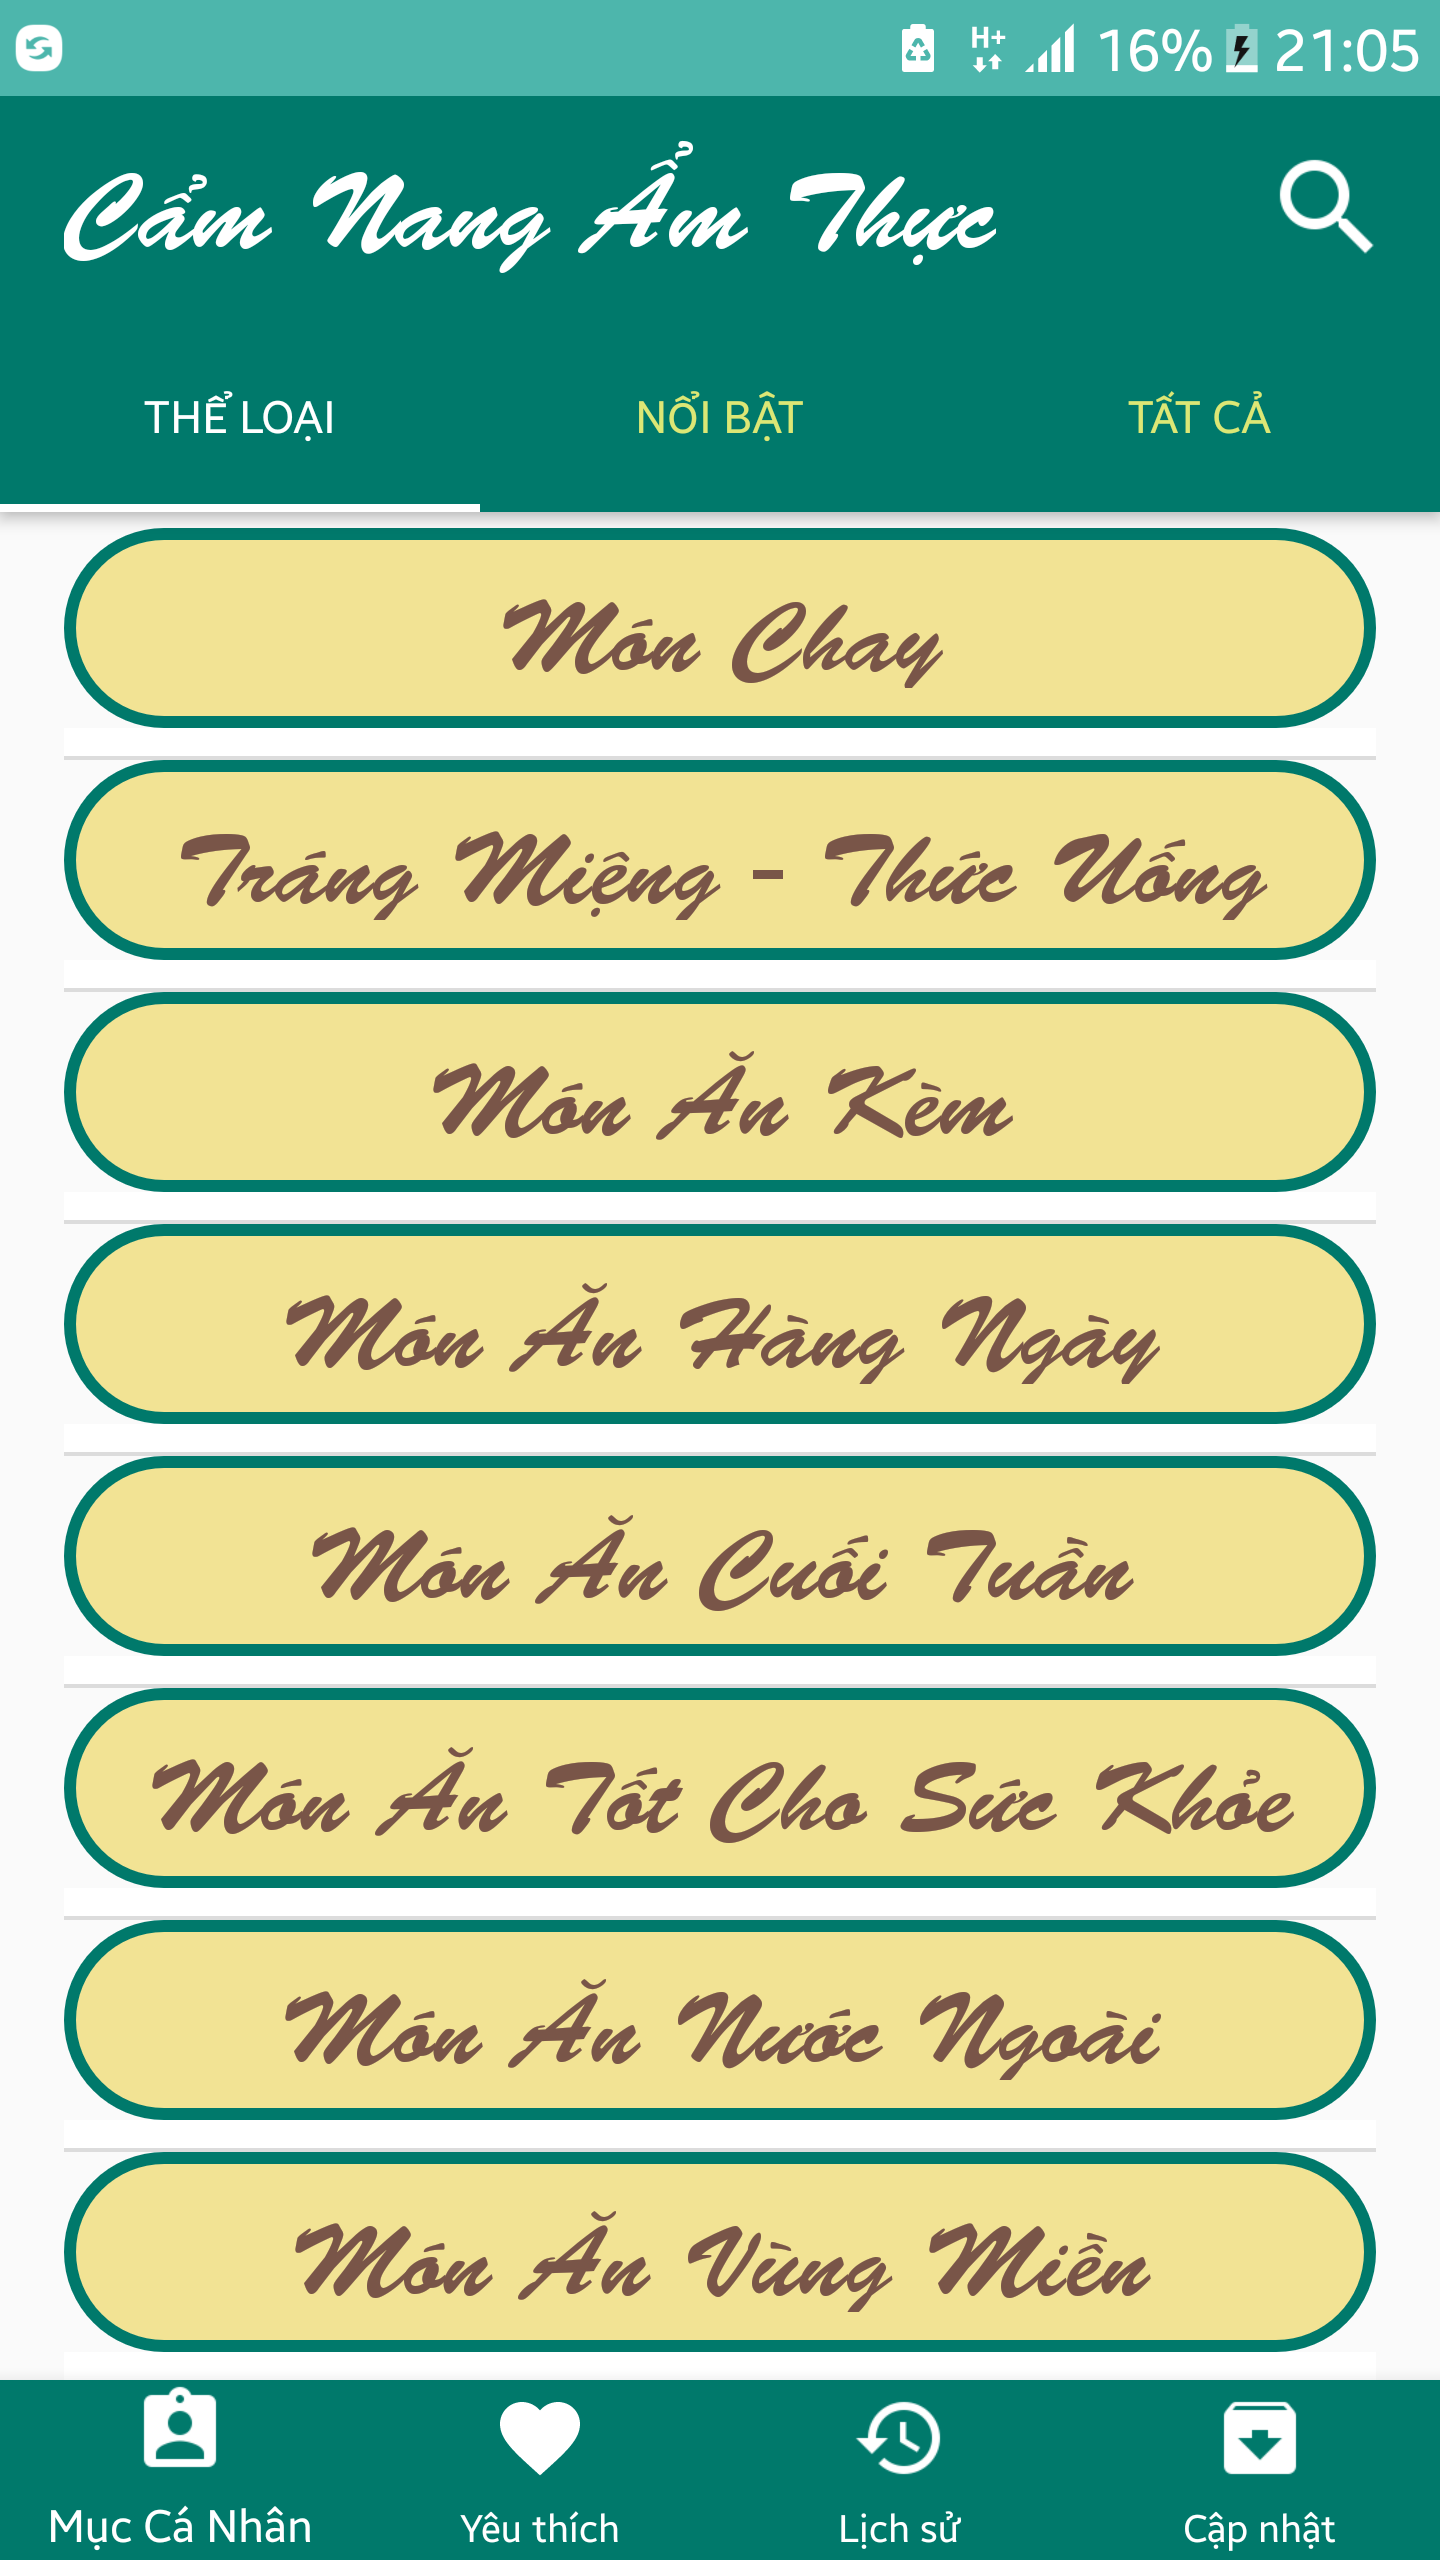 H+ 16% 21:05
Cẩm Nang Ẩm Thực
THỂ LOẠI NỔI BẬT TẤT CẢ
Món Chay
Tráng Miệng - Thức Uống
Món Ăn Kèm
Món Ăn Hàng Ngày
Món Ăn Cuối Tuần
Món Ăn Tốt Cho Sức Khỏe
Món Ăn Nước Ngoài
Món Ăn Vùng Miền
Mục Cá Nhân Yêu thích Lịch sử Cập nhật